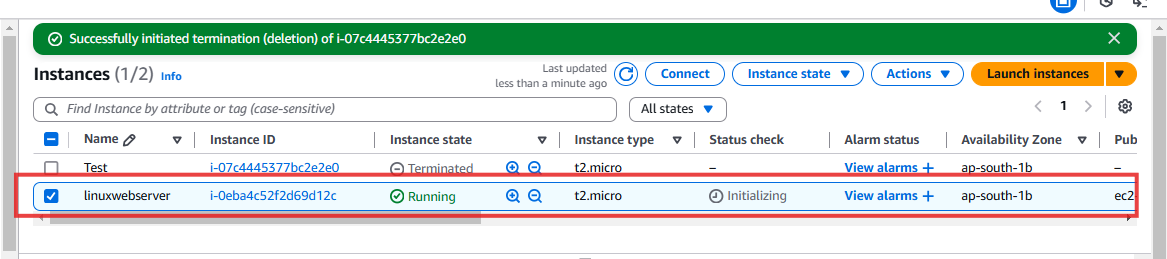 Successfully initiated termination (deletion) of i-07c4445377bc2e2e0
Instances (1/2) Info
Last updated
less than a minute ago
Connect
Instance state
Actions
Launch instances
Find Instance by attribute or tag (case-sensitive)
All states
1
Name Instance ID Instance state Instance type Status check Alarm status Availability Zone Pub
Test i-07c4445377bc2e2e0 Terminated t2.micro – View alarms + ap-south-1b –
linuxwebserver i-0eba4c52f2d69d12c Running t2.micro Initializing View alarms + ap-south-1b ec2-